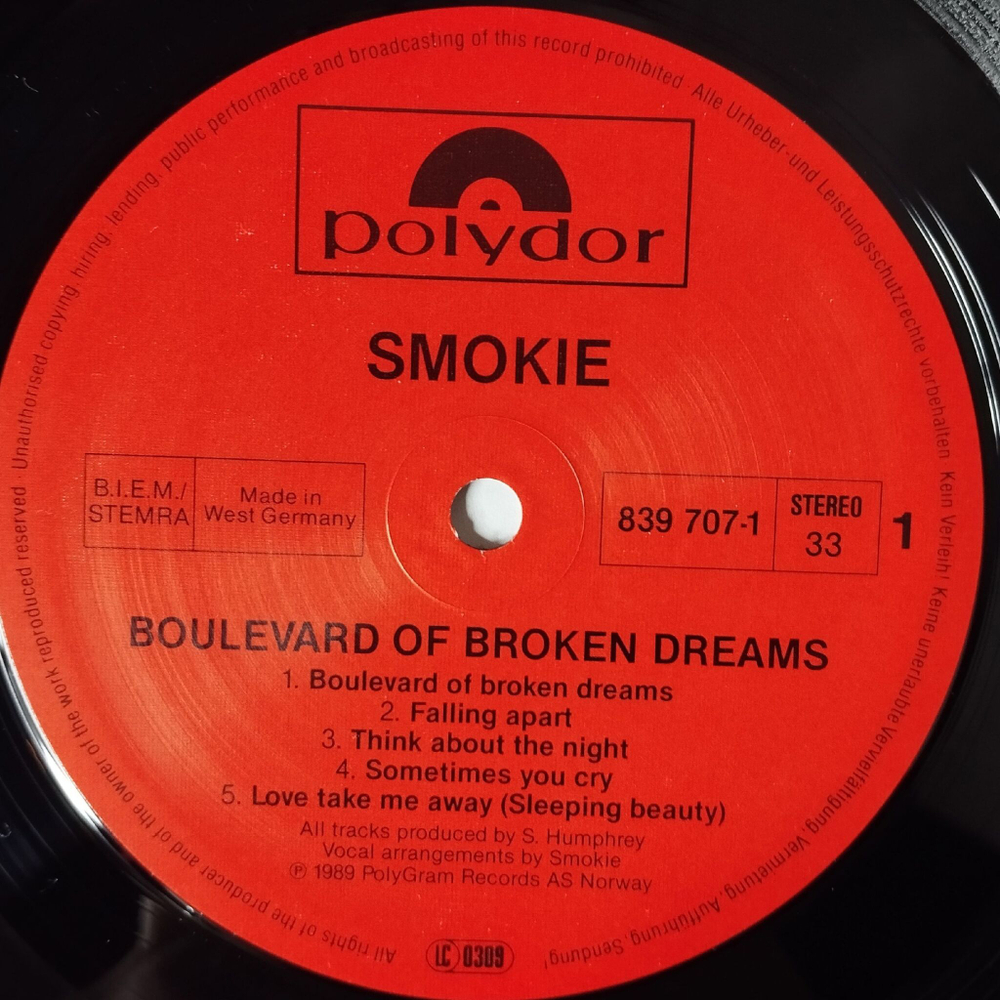 polydor
SMOKIE
B.I.E.M./
STEMRA
Made in
West Germany
839 707-1
STEREO
33
1
BOULEVARD OF BROKEN DREAMS
1. Boulevard of broken dreams
2. Falling apart
3. Think about the night
4. Sometimes you cry
5. Love take me away (Sleeping beauty)
All tracks produced by S. Humphrey
Vocal arrangements by Smokie
℗ 1989 PolyGram Records AS Norway
LC 0309
All rights of the producer and of the owner of the work reproduced reserved Unauthorised copying hiring, lending, public performance and broadcasting of this record prohibited · Alle Urheber-und Leistungsschutzrechte vorbehalten Kein Verleih! Keine unerlaubte Vervielfältigung, Vermietung, Aufführung, Sendung!